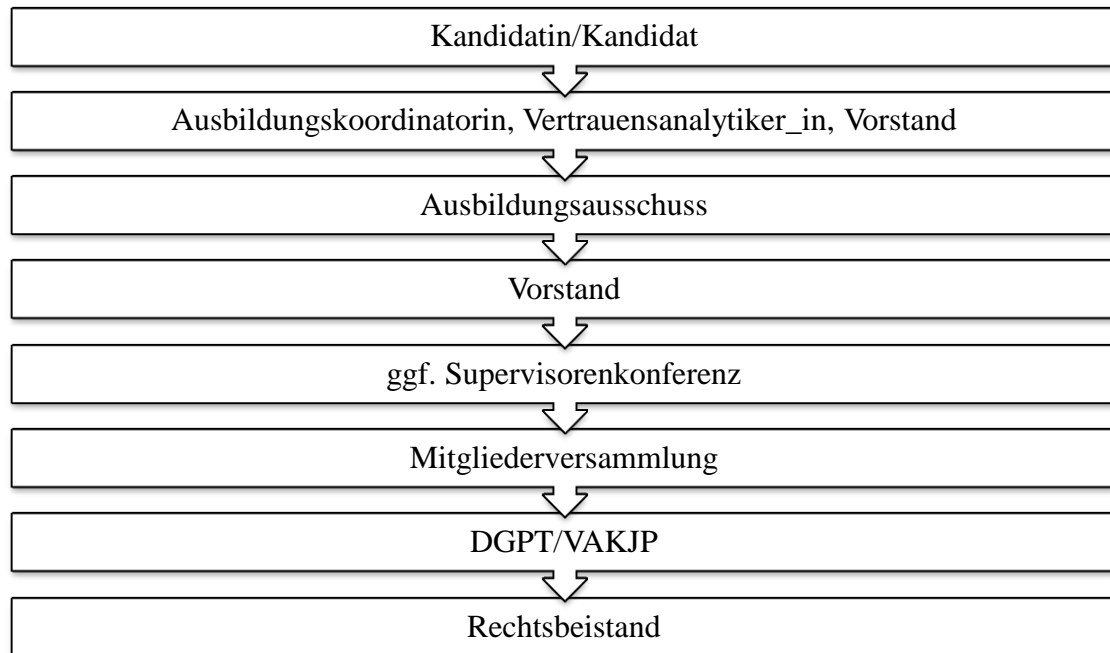 Kandidatin/Kandidat
Ausbildungskoordinatorin, Vertrauensanalytiker_in, Vorstand
Ausbildungsausschuss
Vorstand
ggf. Supervisorenkonferenz
Mitgliederversammlung
DGPT/VAKJP
Rechtsbeistand